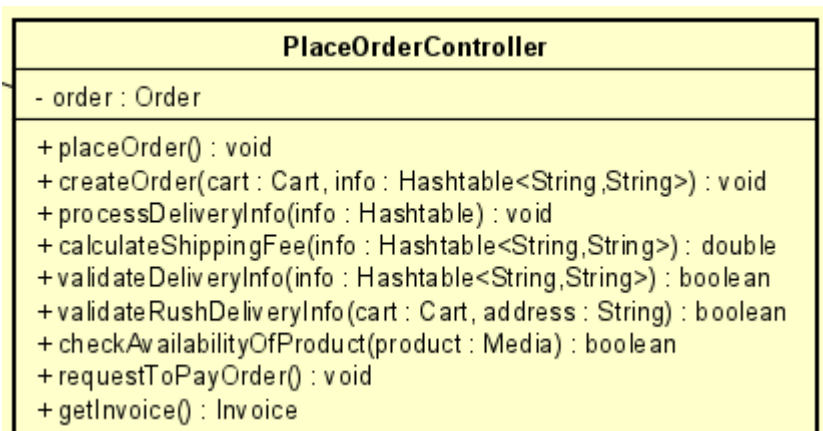 PlaceOrderController
- order : Order
+ placeOrder() : void
+ createOrder(cart : Cart, info : Hashtable<String,String>) : void
+ processDeliveryInfo(info : Hashtable) : void
+ calculateShippingFee(info : Hashtable<String,String>) : double
+ validateDeliveryInfo(info : Hashtable<String,String>) : boolean
+ validateRushDeliveryInfo(cart : Cart, address : String) : boolean
+ checkAvailabilityOfProduct(product : Media) : boolean
+ requestToPayOrder() : void
+ getInvoice() : Invoice